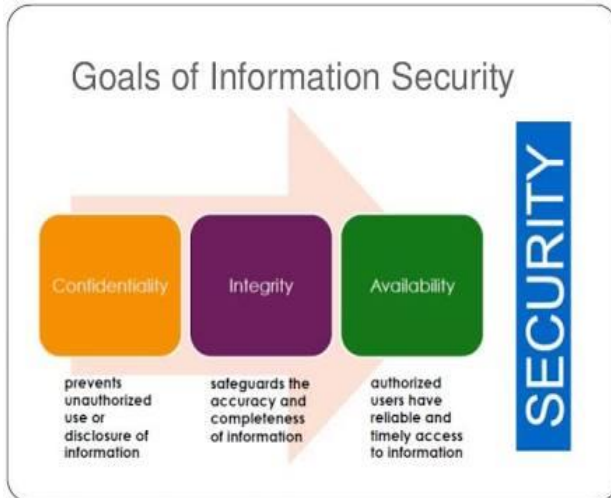 Goals of Information Security
Confidentiality
Integrity
Availability
prevents
unauthorized
use or
disclosure of
information
safeguards the
accuracy and
completeness
of information
authorized
users have
reliable and
timely access
to information
SECURITY